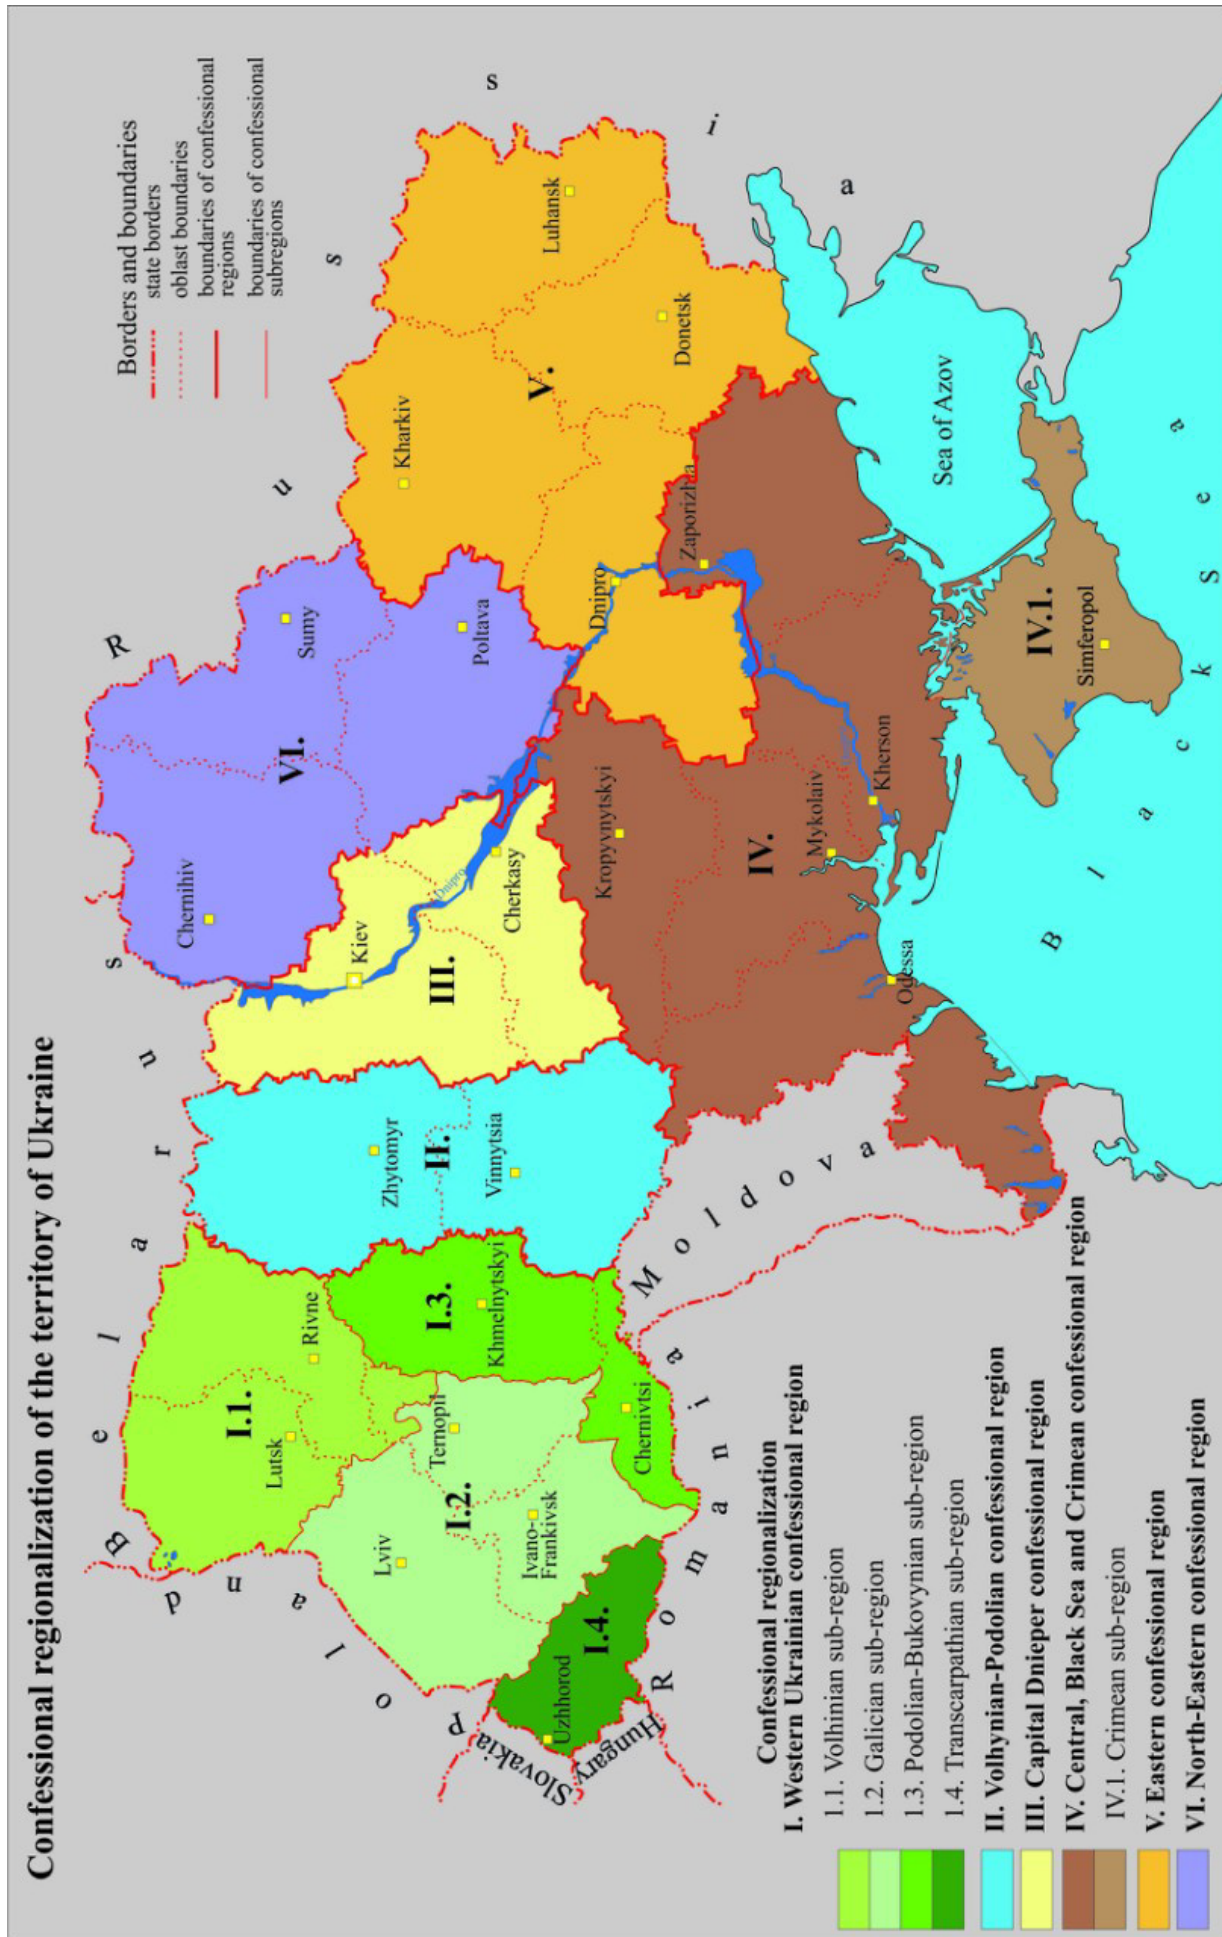 Confessional regionalization of the territory of Ukraine
Borders and boundaries
state borders
oblast boundaries
boundaries of confessional
regions
boundaries of confessional
subregions
Belarus
Russia
Poland
Slovakia
Hungary
Romania
Moldova
Black Sea
Sea of Azov
I.1.
Lutsk
Rivne
I.2.
Lviv
Ternopil
Ivano-
Frankivsk
I.3.
Khmelnytskyi
Chernivtsi
I.4.
Uzhhorod
II.
Zhytomyr
Vinnytsia
III.
Kiev
Dnipro
Cherkasy
VI.
Chernihiv
Sumy
Poltava
V.
Kharkiv
Luhansk
Donetsk
Dnipro
Zaporizhia
IV.
Kropyvnytskyi
Mykolaiv
Kherson
Odessa
IV.1.
Simferopol
Confessional regionalization
I. Western Ukrainian confessional region
1.1. Volhinian sub-region
1.2. Galician sub-region
1.3. Podolian-Bukovynian sub-region
1.4. Transcarpathian sub-region
II. Volhynian-Podolian confessional region
III. Capital Dnieper confessional region
IV. Central, Black Sea and Crimean confessional region
IV.1. Crimean sub-region
V. Eastern confessional region
VI. North-Eastern confessional region